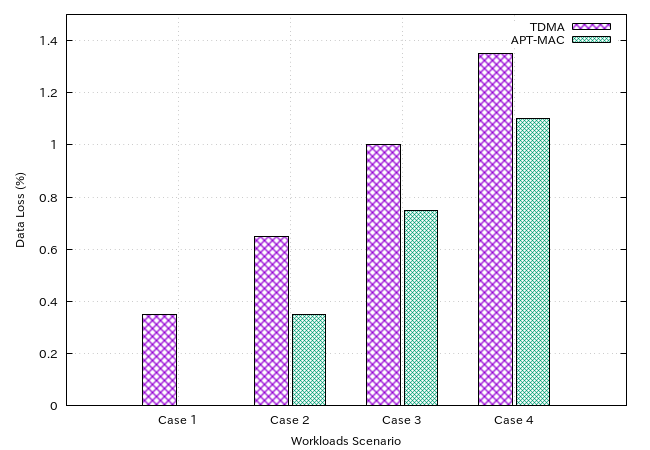 TDMA
APT-MAC
1.4
1.2
1
0.8
0.6
0.4
0.2
0
Data Loss (%)
Case 1 Case 2 Case 3 Case 4
Workloads Scenario